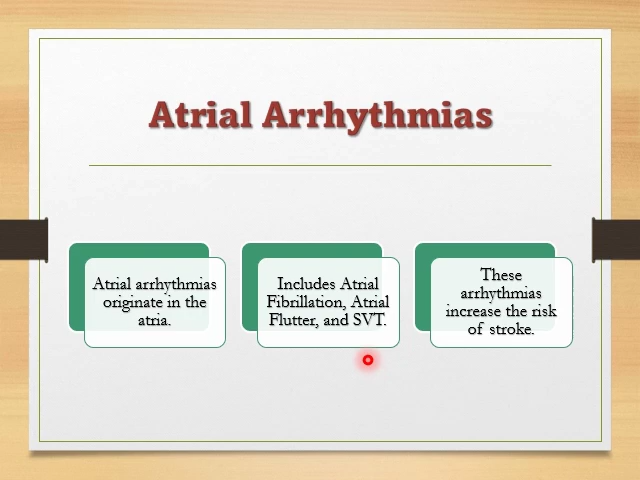 Atrial Arrhythmias
Atrial arrhythmias
originate in the
atria.
Includes Atrial
Fibrillation, Atrial
Flutter, and SVT.
These
arrhythmias
increase the risk
of stroke.